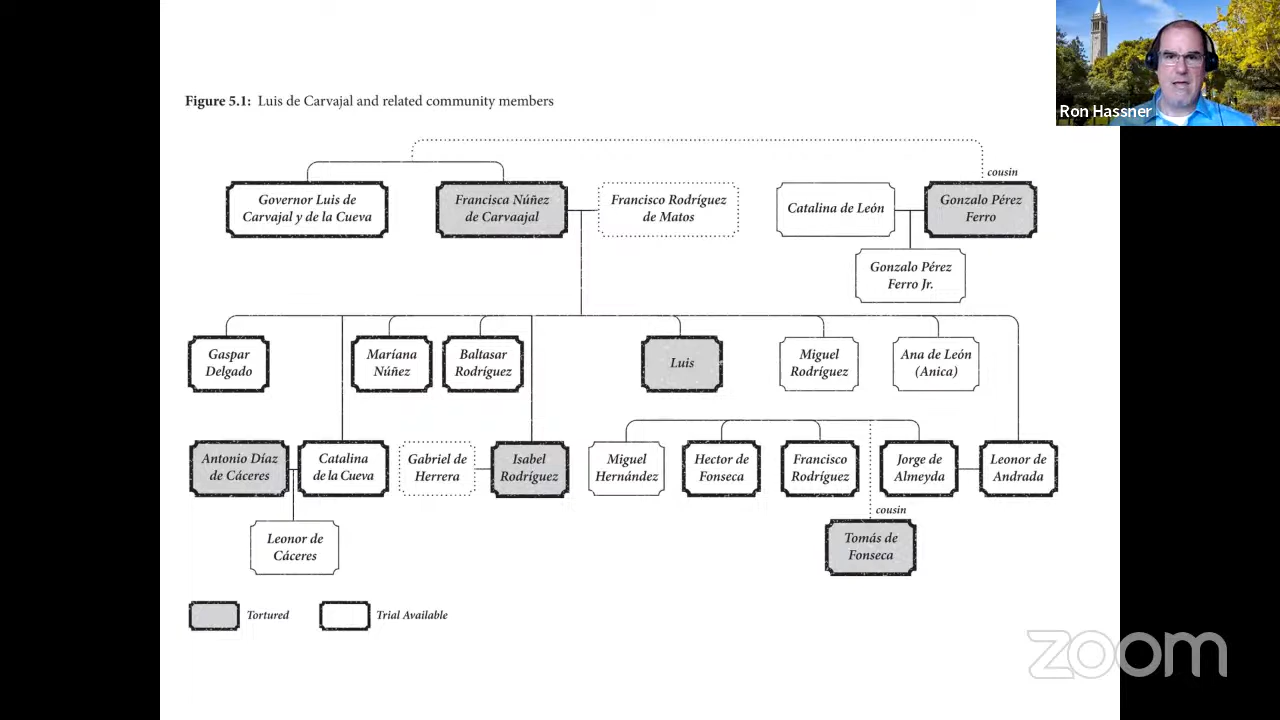 Ron Hassner
Figure 5.1: Luis de Carvajal and related community members
cousin
Governor Luis de
Carvajal y de la Cueva
Francisca Núñez
de Carvaajal
Francisco Rodríguez
de Matos
Catalina de León
Gonzalo Pérez
Ferro
Gonzalo Pérez
Ferro Jr.
Gaspar
Delgado
Maríana
Núñez
Baltasar
Rodríguez
Luis
Miguel
Rodríguez
Ana de León
(Anica)
Antonio Díaz
de Cáceres
Catalina
de la Cueva
Gabriel de
Herrera
Isabel
Rodríguez
Miguel
Hernández
Hector de
Fonseca
Francisco
Rodríguez
Jorge de
Almeyda
Leonor de
Andrada
cousin
Leonor de
Cáceres
Tomás de
Fonseca
Tortured
Trial Available
zoom